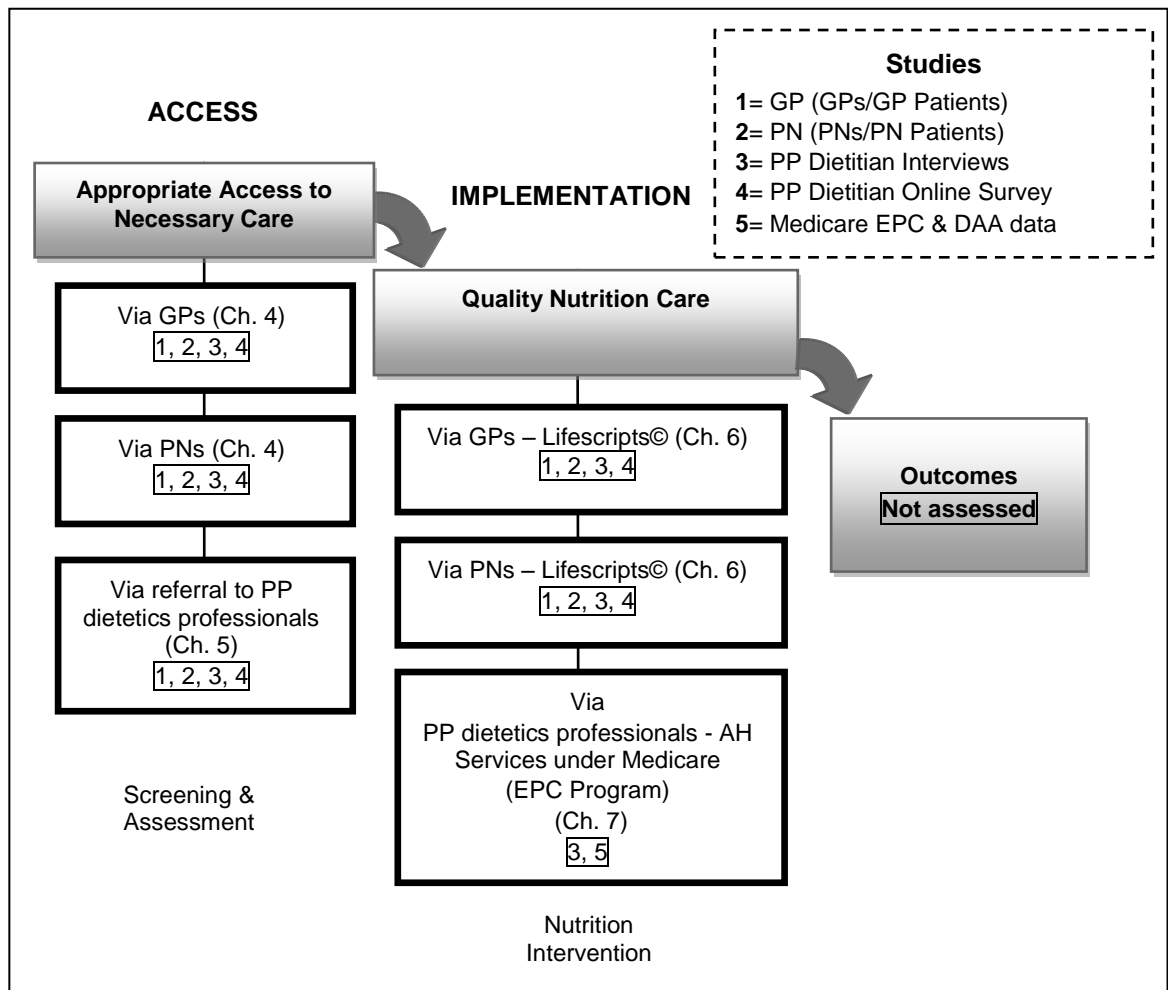 ACCESS
Appropriate Access to
Necessary Care
Via GPs (Ch. 4)
1, 2, 3, 4
Via PNs (Ch. 4)
1, 2, 3, 4
Via referral to PP
dietetics professionals
(Ch. 5)
1, 2, 3, 4
Screening &
Assessment
IMPLEMENTATION
Quality Nutrition Care
Via GPs – Lifescripts© (Ch. 6)
1, 2, 3, 4
Via PNs – Lifescripts© (Ch. 6)
1, 2, 3, 4
Via
PP dietetics professionals - AH
Services under Medicare
(EPC Program)
(Ch. 7)
3, 5
Nutrition
Intervention
Studies
1= GP (GPs/GP Patients)
2= PN (PNs/PN Patients)
3= PP Dietitian Interviews
4= PP Dietitian Online Survey
5= Medicare EPC & DAA data
Outcomes
Not assessed